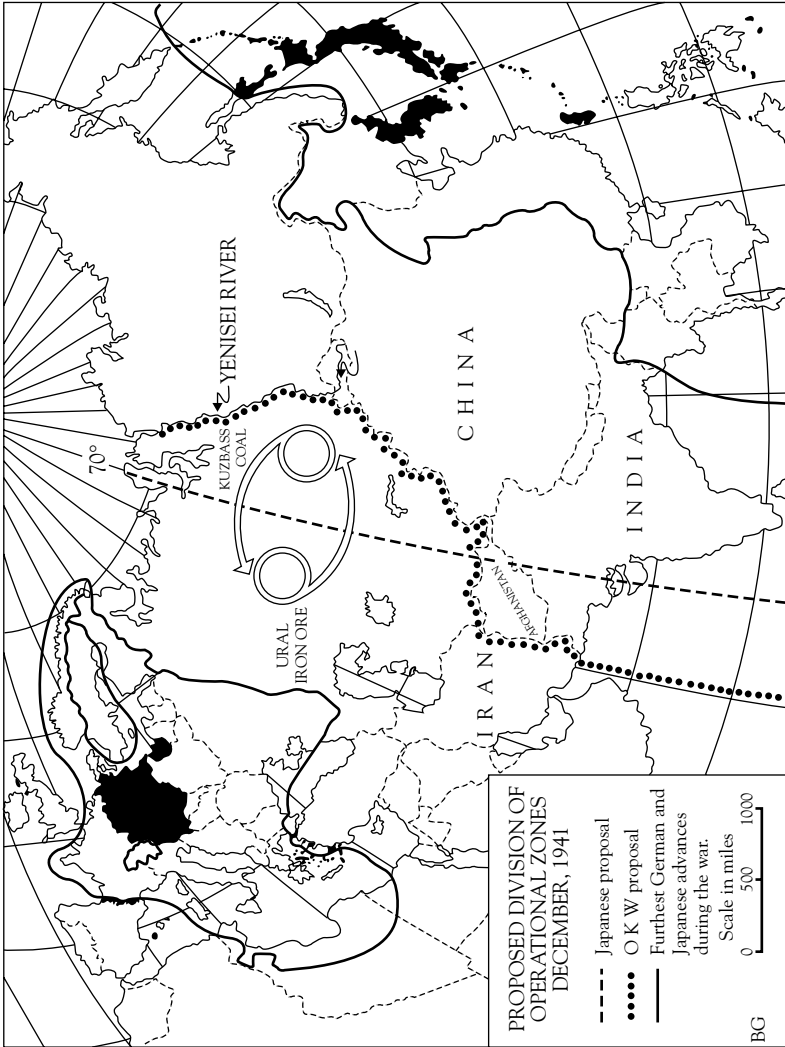 PROPOSED DIVISION OF
OPERATIONAL ZONES
DECEMBER, 1941
Japanese proposal
O K W proposal
Furthest German and
Japanese advances
during the war.
Scale in miles
0 500 1000
BG
70°
YENISEI RIVER
KUZBASS
COAL
URAL
IRON ORE
CHINA
INDIA
AFGHANISTAN
IRAN